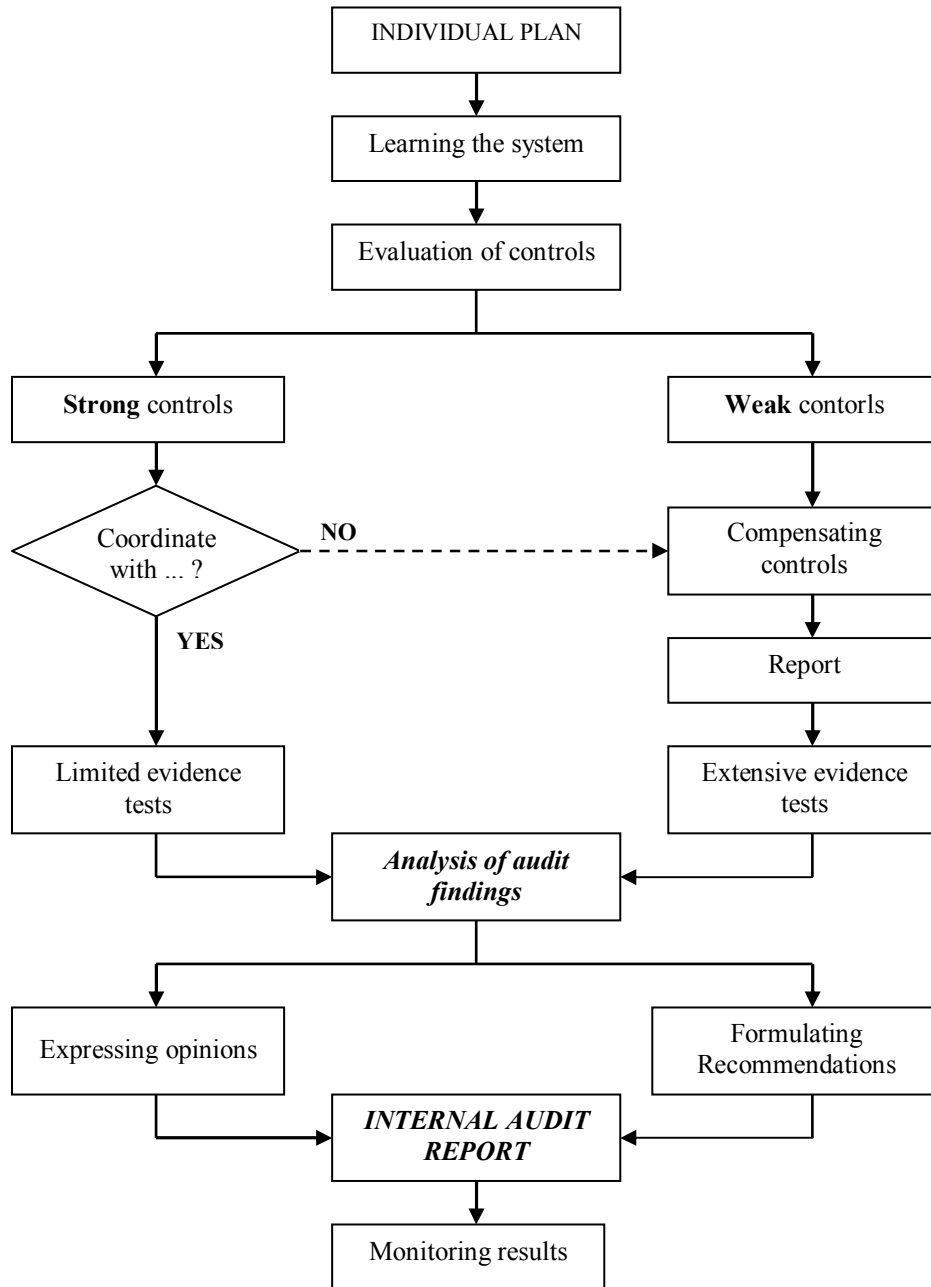 INDIVIDUAL PLAN
Learning the system
Evaluation of controls
Strong controls
Weak contorls
Coordinate
with ... ?
NO
Compensating
controls
YES
Report
Limited evidence
tests
Extensive evidence
tests
Analysis of audit
findings
Expressing opinions
Formulating
Recommendations
INTERNAL AUDIT
REPORT
Monitoring results